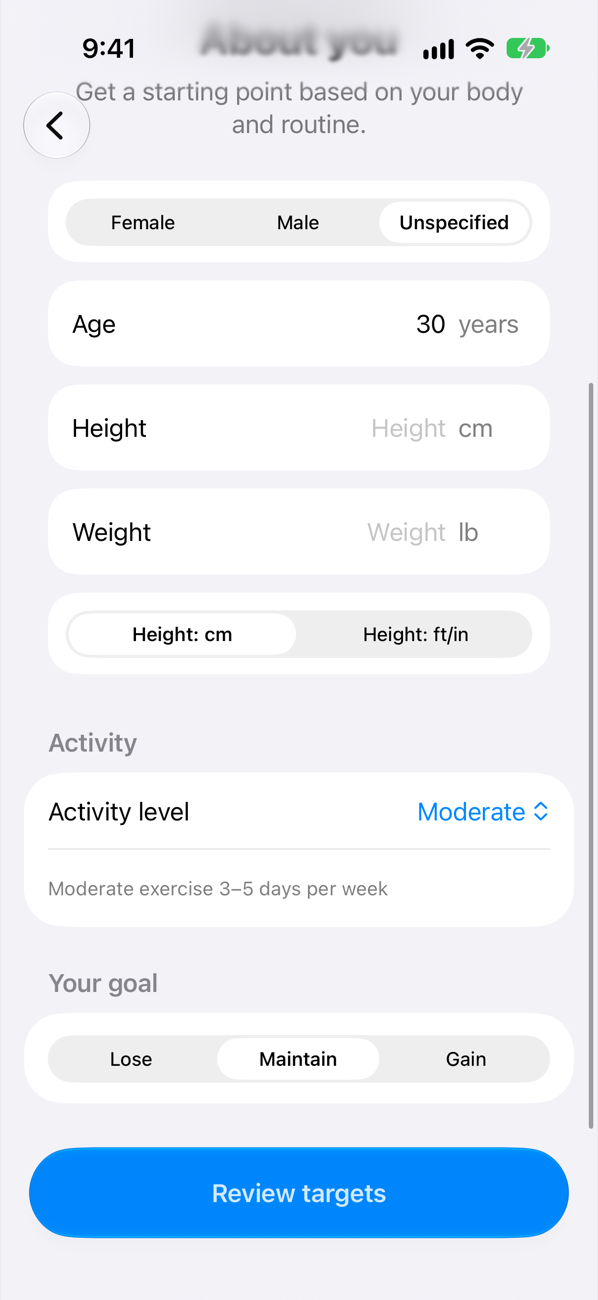 9:41
About you
Get a starting point based on your body
and routine.
Female Male Unspecified
Age 30 years
Height Height cm
Weight Weight lb
Height: cm Height: ft/in
Activity
Activity level Moderate
Moderate exercise 3–5 days per week
Your goal
Lose Maintain Gain
Review targets